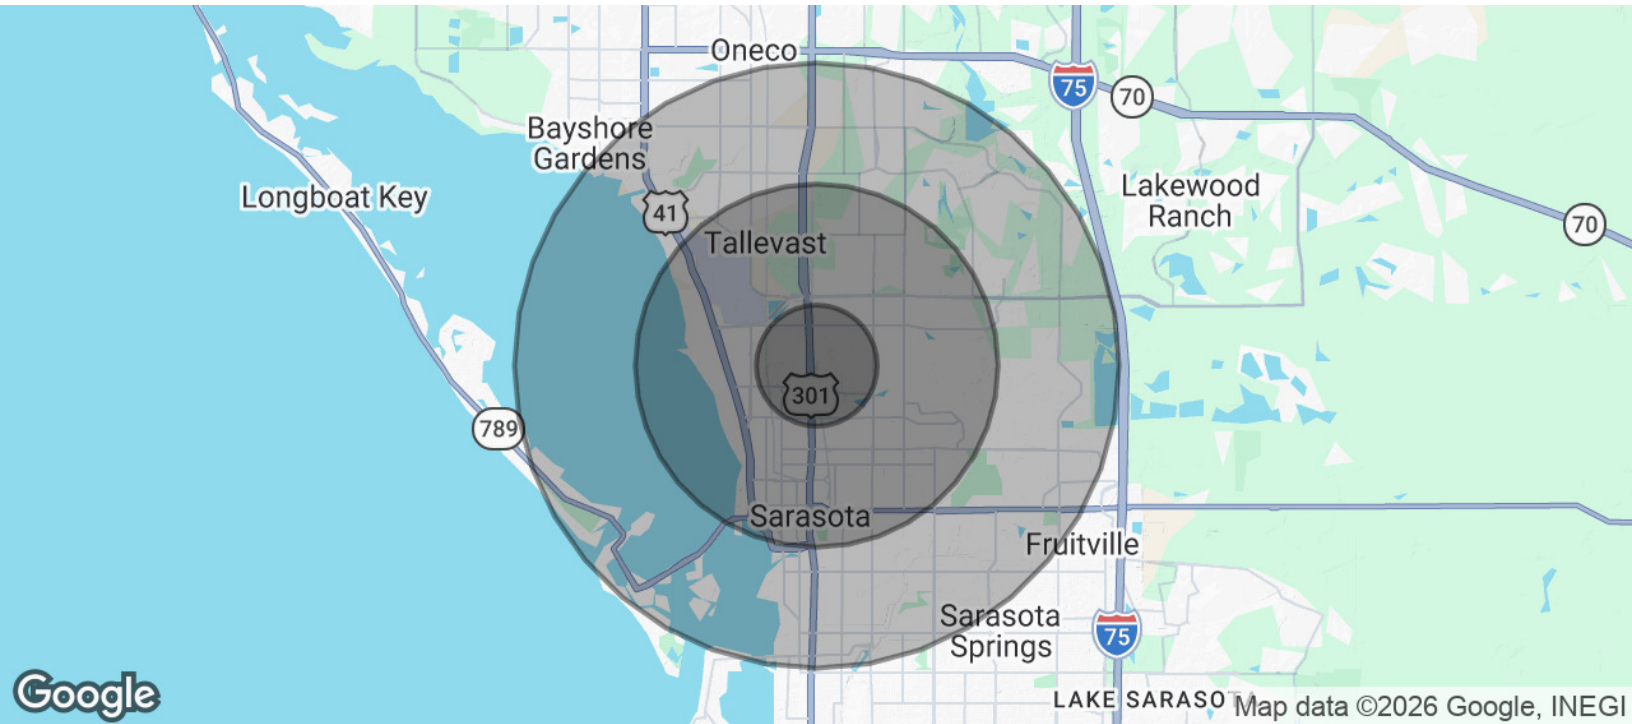 Oneco
75
70
Bayshore
Gardens
Longboat Key
Lakewood
Ranch
41
70
Tallevast
301
789
Sarasota
Fruitville
Sarasota
Springs
75
Google
LAKE SARASO
Map data ©2026 Google, INEGI